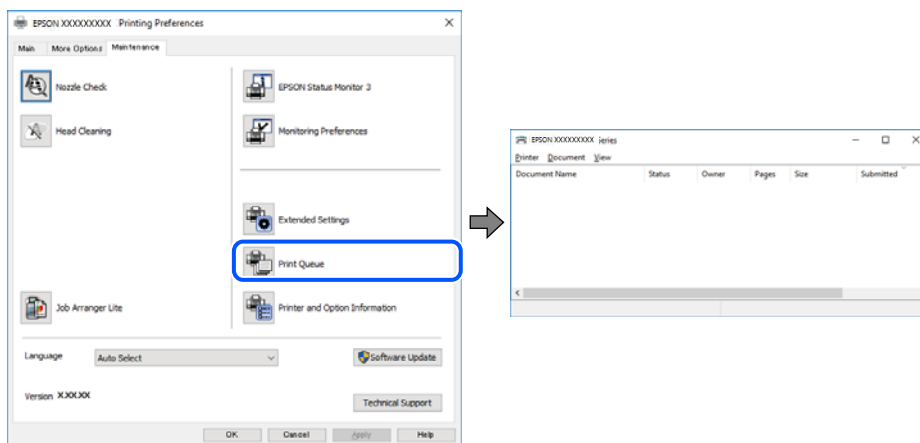 EPSON XXXXXXXXX Printing Preferences
Main More Options Maintenance
Nozzle Check
EPSON Status Monitor 3
Head Cleaning
Monitoring Preferences
Extended Settings
Print Queue
Job Arranger Lite
Printer and Option Information
Language Auto Select
Software Update
Version X.XX.XX
Technical Support
OK Cancel Apply Help
EPSON XXXXXXXXX ieries
Printer Document View
Document Name Status Owner Pages Size Submitted